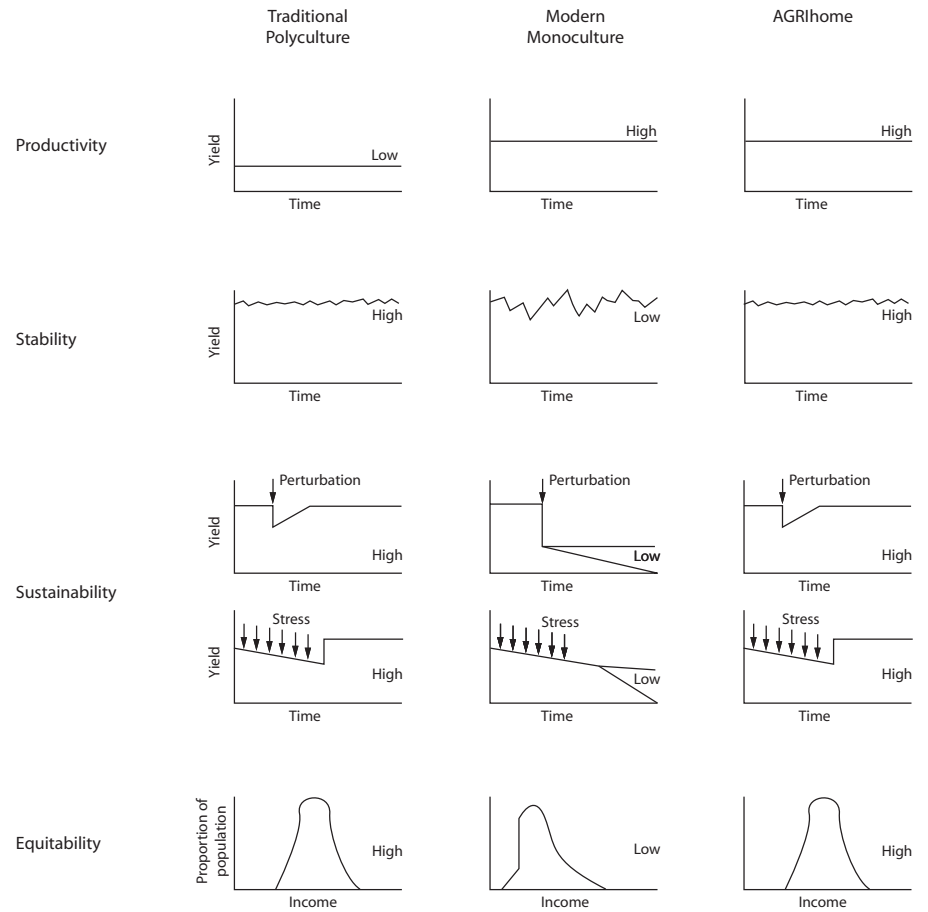 Traditional
Polyculture
Modern
Monoculture
AGRIhome
Productivity
Yield
Low
Time
High
Time
High
Time
Stability
Yield
High
Time
Low
Time
High
Time
Sustainability
Yield
Perturbation
High
Time
Perturbation
Low
Time
Perturbation
High
Time
Yield
Stress
High
Time
Stress
Low
Time
Stress
High
Time
Equitability
Proportion of
population
High
Income
Low
Income
High
Income